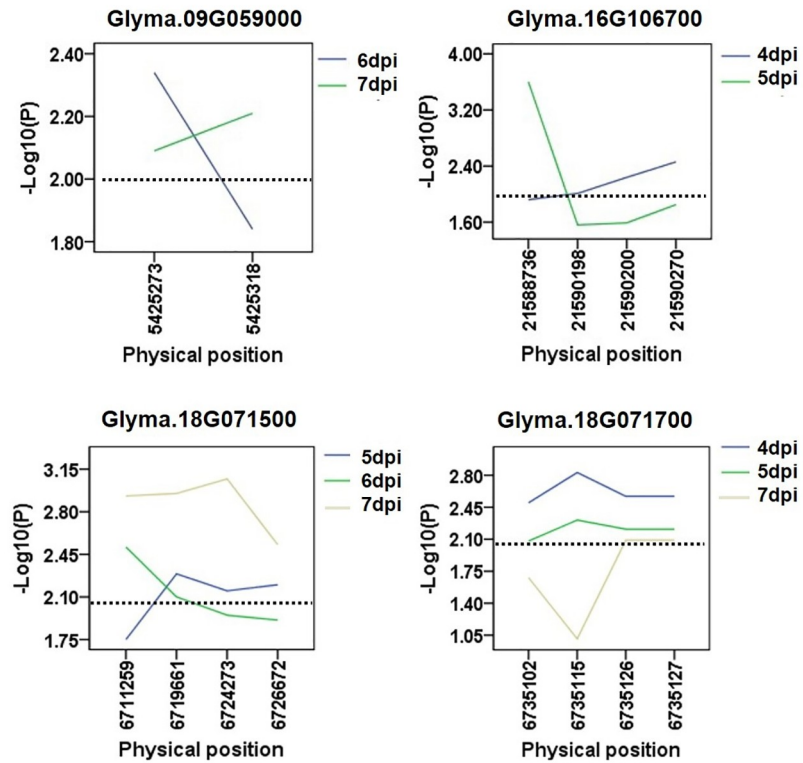 Glyma.09G059000
-Log10(P)
2.40
2.20
2.00
1.80
5425273
5425318
Physical position
6dpi
7dpi
Glyma.16G106700
-Log10(P)
4.00
3.20
2.40
1.60
21588736
21590198
21590200
21590270
Physical position
4dpi
5dpi
Glyma.18G071500
-Log10(P)
3.15
2.80
2.45
2.10
1.75
6711259
6719661
6724273
6726672
Physical position
5dpi
6dpi
7dpi
Glyma.18G071700
-Log10(P)
2.80
2.45
2.10
1.75
1.40
1.05
6735102
6735115
6735126
6735127
Physical position
4dpi
5dpi
7dpi